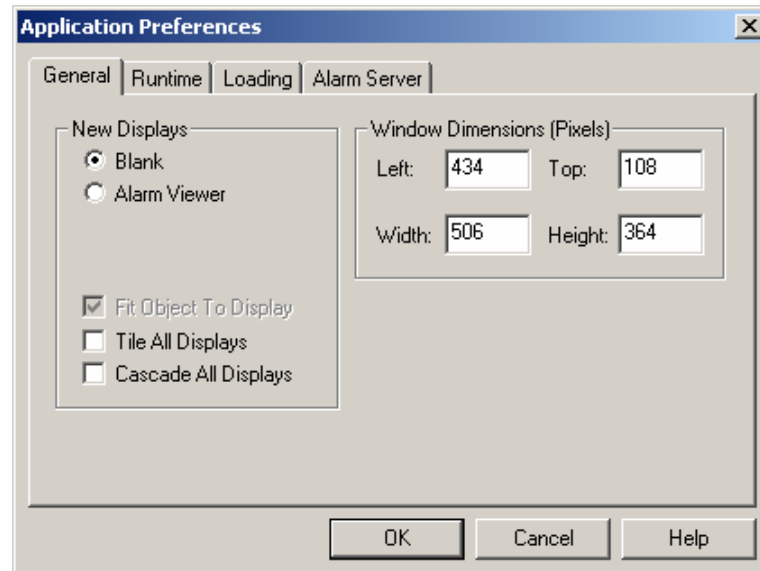 Application Preferences
General Runtime Loading Alarm Server
New Displays
Blank
Alarm Viewer
Fit Object To Display
Tile All Displays
Cascade All Displays
Window Dimensions (Pixels)
Left: 434 Top: 108
Width: 506 Height: 364
OK Cancel Help